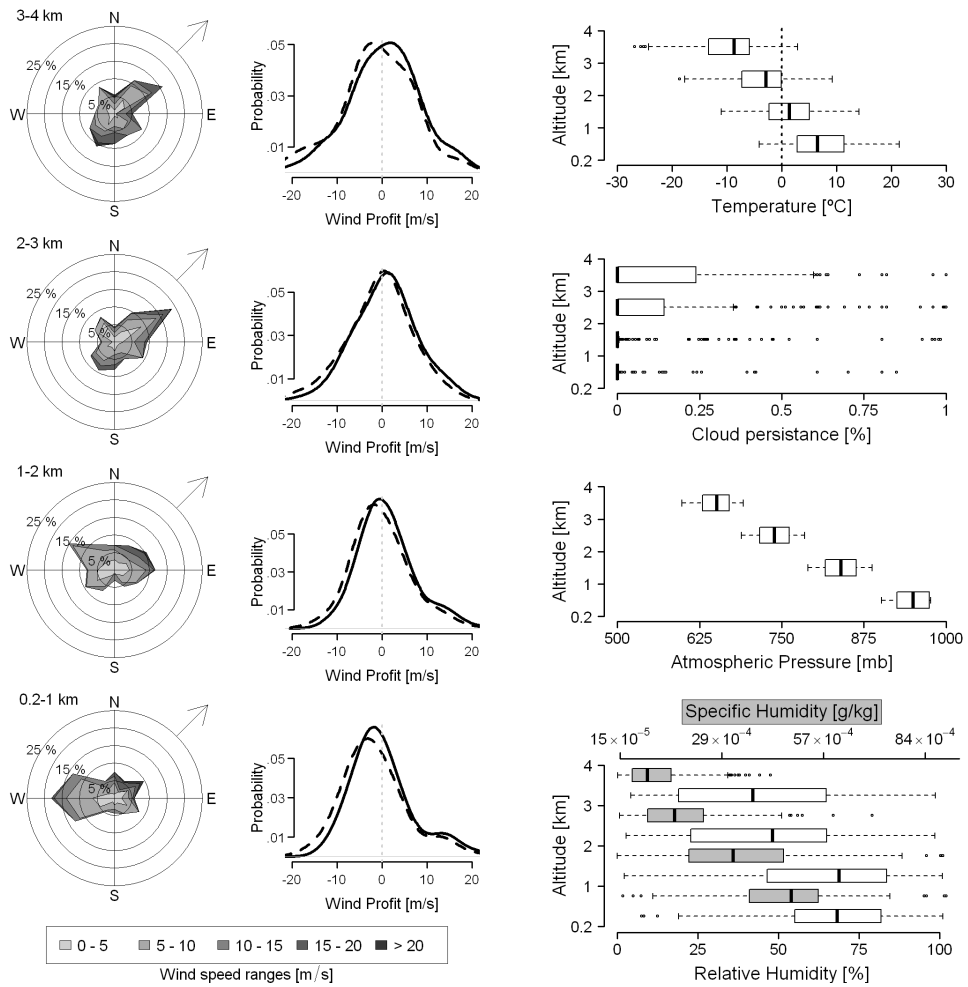 3-4 km
N
25 %
15 %
5 %
W
E
S
.05
.03
.01
Probability
-20 -10 0 10 20
Wind Profit [m/s]
2-3 km
N
25 %
15 %
5 %
W
E
S
.05
.03
.01
Probability
-20 -10 0 10 20
Wind Profit [m/s]
1-2 km
N
25 %
15 %
5 %
W
E
S
.05
.03
.01
Probability
-20 -10 0 10 20
Wind Profit [m/s]
0.2-1 km
N
25 %
15 %
5 %
W
E
S
.05
.03
.01
Probability
-20 -10 0 10 20
Wind Profit [m/s]
0 - 5 5 - 10 10 - 15 15 - 20 > 20
Wind speed ranges [m/s]
4
3
2
1
0.2
Altitude [km]
-30 -20 -10 0 10 20 30
Temperature [ºC]
4
3
2
1
0.2
Altitude [km]
0 0.25 0.5 0.75 1
Cloud persistance [%]
4
3
2
1
0.2
Altitude [km]
500 625 750 875 1000
Atmospheric Pressure [mb]
Specific Humidity [g/kg]
15 × 10⁻⁵ 29 × 10⁻⁴ 57 × 10⁻⁴ 84 × 10⁻⁴
4
3
2
1
0.2
Altitude [km]
0 25 50 75 100
Relative Humidity [%]